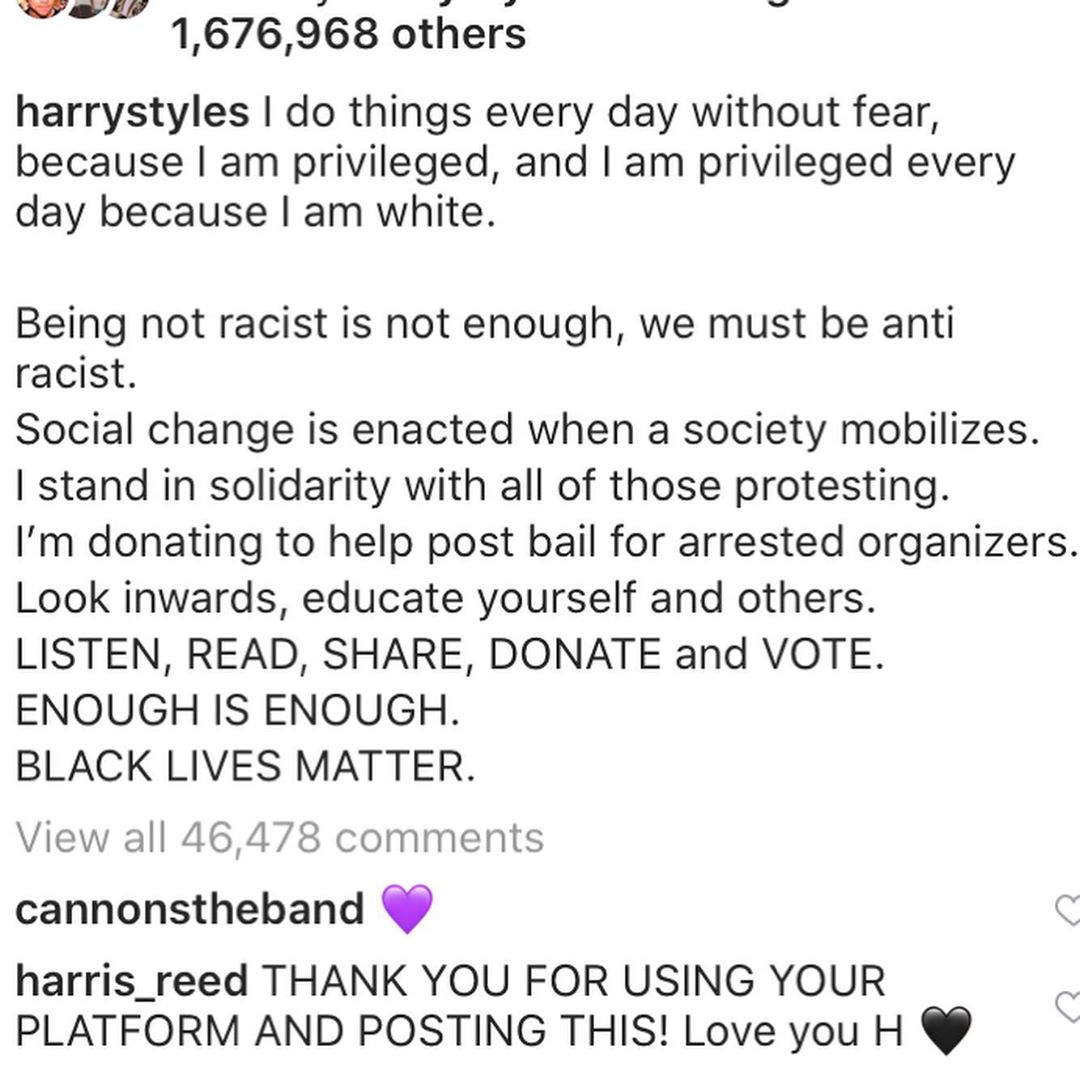 1,676,968 others
harrystyles I do things every day without fear,
because I am privileged, and I am privileged every
day because I am white.
Being not racist is not enough, we must be anti
racist.
Social change is enacted when a society mobilizes.
I stand in solidarity with all of those protesting.
I’m donating to help post bail for arrested organizers.
Look inwards, educate yourself and others.
LISTEN, READ, SHARE, DONATE and VOTE.
ENOUGH IS ENOUGH.
BLACK LIVES MATTER.
View all 46,478 comments
cannonstheband 💜
harris_reed THANK YOU FOR USING YOUR
PLATFORM AND POSTING THIS! Love you H 🖤